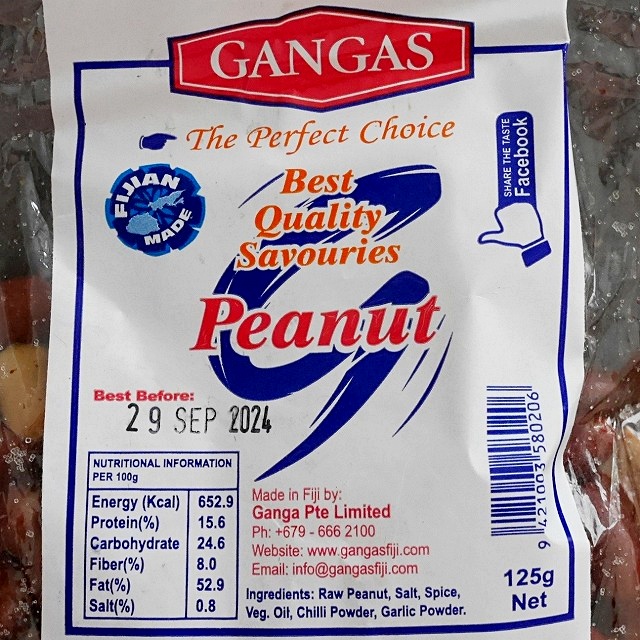 GANGAS
The Perfect Choice
FIJIAN
MADE
Best
Quality
Savouries
Peanut
SHARE THE TASTE
Facebook
Best Before:
29 SEP 2024
NUTRITIONAL INFORMATION
PER 100g
Energy (Kcal) 652.9
Protein(%) 15.6
Carbohydrate 24.6
Fiber(%) 8.0
Fat(%) 52.9
Salt(%) 0.8
Made in Fiji by:
Ganga Pte Limited
Ph: +679 - 666 2100
Website: www.gangasfiji.com
Email: info@gangasfiji.com
Ingredients: Raw Peanut, Salt, Spice,
Veg. Oil, Chilli Powder, Garlic Powder.
9 421003 580206
125g
Net